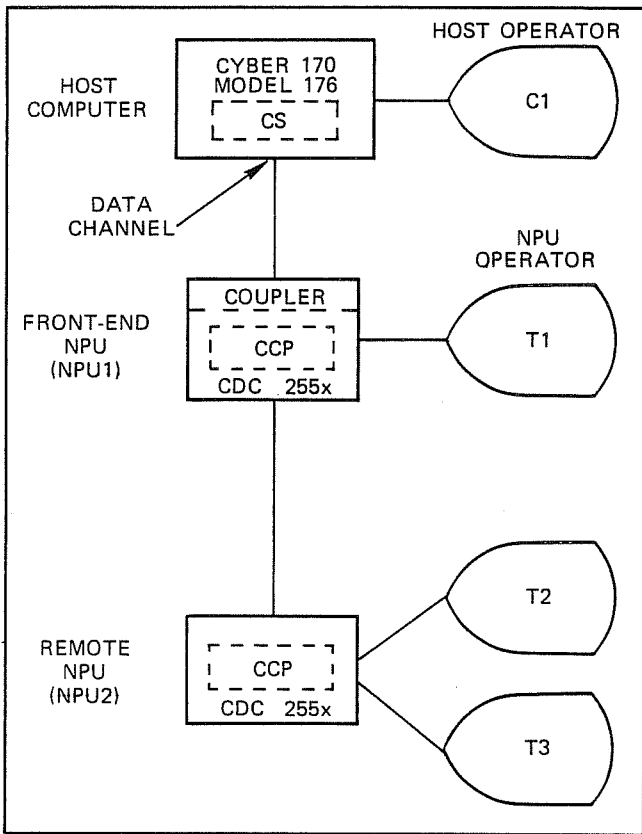 HOST OPERATOR
HOST
COMPUTER
CYBER 170
MODEL 176
CS
C1
DATA
CHANNEL
NPU
OPERATOR
FRONT-END
NPU
(NPU1)
COUPLER
CCP
CDC 255x
T1
REMOTE
NPU
(NPU2)
CCP
CDC 255x
T2
T3